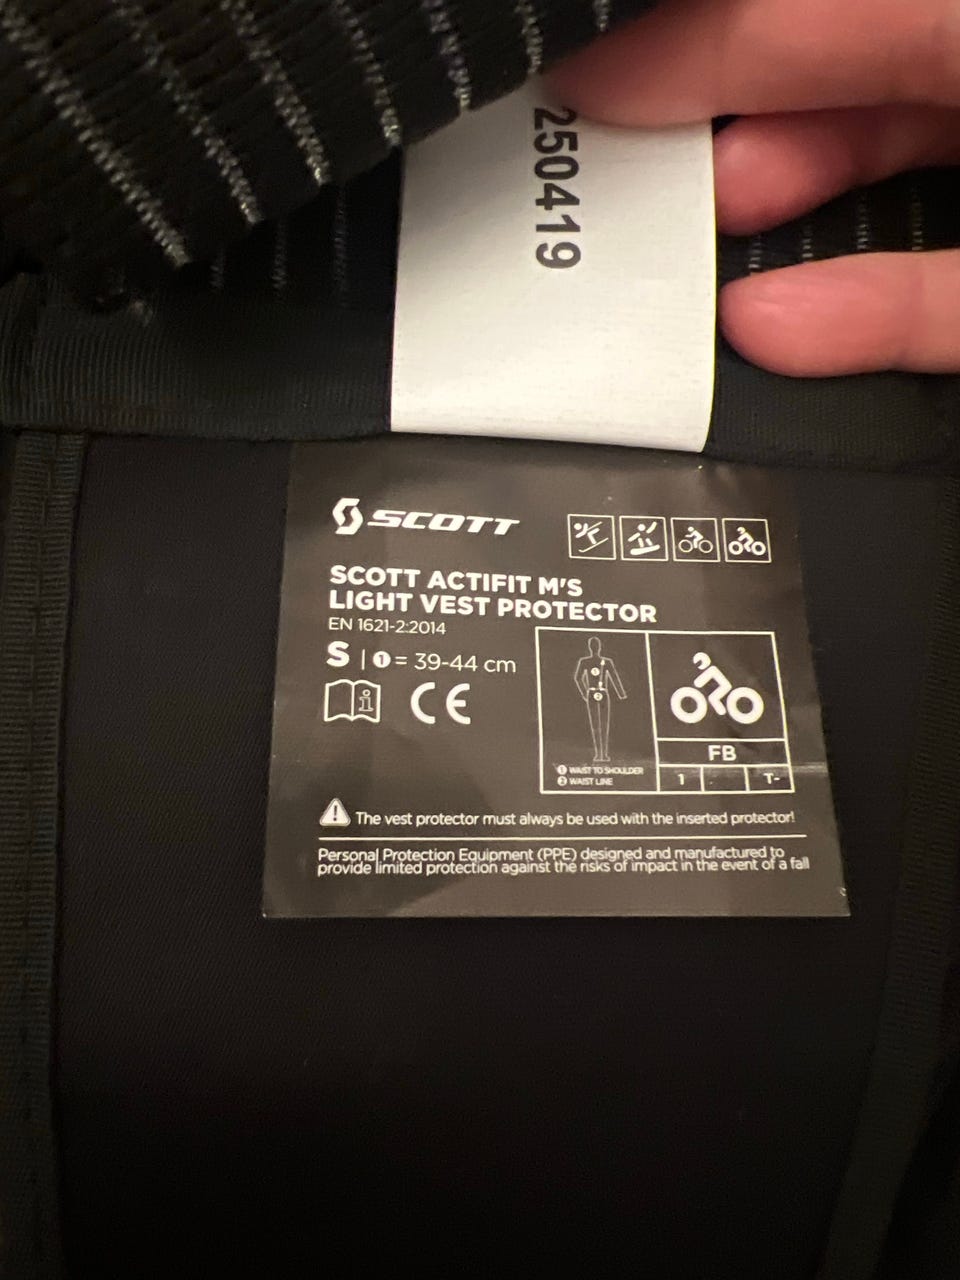 250419
SCOTT
SCOTT ACTIFIT M'S
LIGHT VEST PROTECTOR
EN 1621-2:2014
S | 1 = 39-44 cm
i
CE
1 WAIST TO SHOULDER
2 WAIST LINE
FB
1 T-
The vest protector must always be used with the inserted protector!
Personal Protection Equipment (PPE) designed and manufactured to
provide limited protection against the risks of impact in the event of a fall